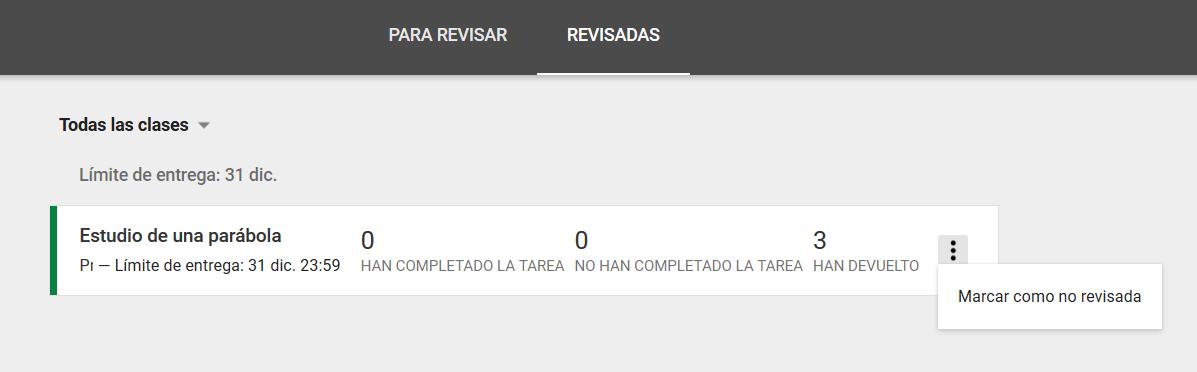 PARA REVISAR REVISADAS
Todas las clases
Límite de entrega: 31 dic.
Estudio de una parábola
0 0 3
Pr — Límite de entrega: 31 dic. 23:59 HAN COMPLETADO LA TAREA NO HAN COMPLETADO LA TAREA HAN DEVUELTO
Marcar como no revisada